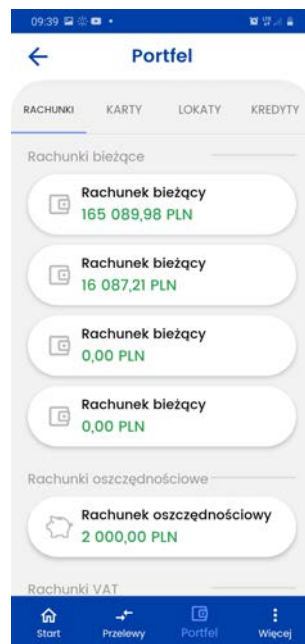 09:39
Portfel
RACHUNKI KARTY LOKATY KREDYTY
Rachunki bieżące
Rachunek bieżący
165 089,98 PLN
Rachunek bieżący
16 087,21 PLN
Rachunek bieżący
0,00 PLN
Rachunek bieżący
0,00 PLN
Rachunki oszczędnościowe
Rachunek oszczędnościowy
2 000,00 PLN
Rachunki VAT
Start Przelewy Portfel Więcej